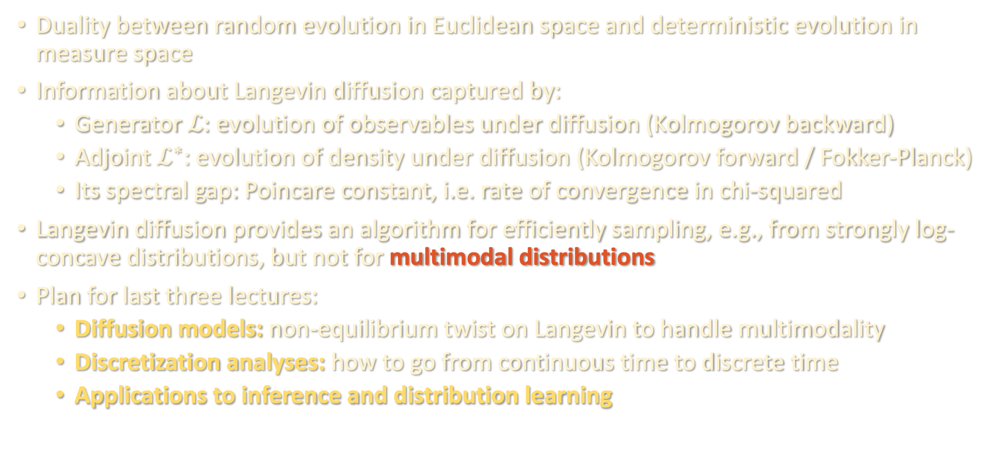 • Duality between random evolution in Euclidean space and deterministic evolution in
measure space
• Information about Langevin diffusion captured by:
• Generator ℒ: evolution of observables under diffusion (Kolmogorov backward)
• Adjoint ℒ*: evolution of density under diffusion (Kolmogorov forward / Fokker-Planck)
• Its spectral gap: Poincare constant, i.e. rate of convergence in chi-squared
• Langevin diffusion provides an algorithm for efficiently sampling, e.g., from strongly log-
concave distributions, but not for multimodal distributions
• Plan for last three lectures:
• Diffusion models: non-equilibrium twist on Langevin to handle multimodality
• Discretization analyses: how to go from continuous time to discrete time
• Applications to inference and distribution learning